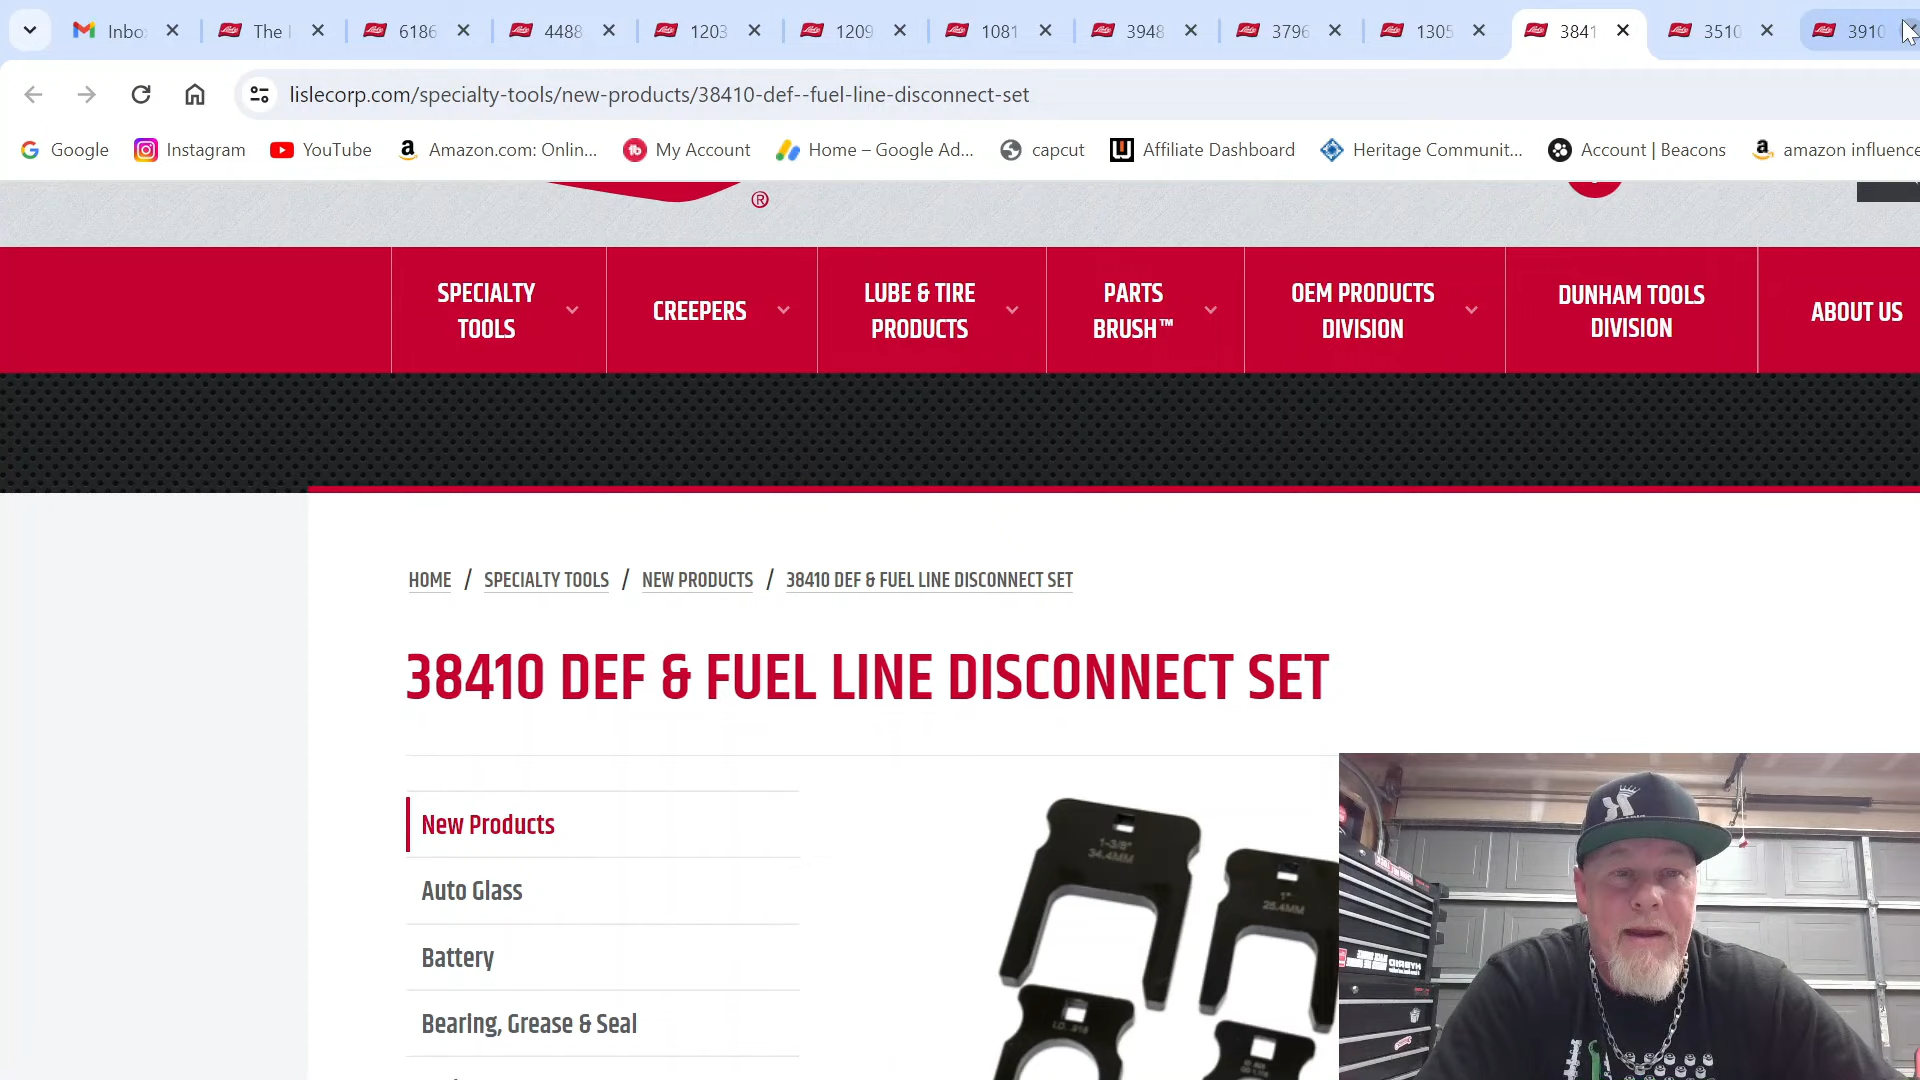 Inbo
The
6186
4488
1203
1209
1081
3948
3796
1305
3841
3510
3910
lislecorp.com/specialty-tools/new-products/38410-def--fuel-line-disconnect-set
Google
Instagram
YouTube
Amazon.com: Onlin...
My Account
Home – Google Ad...
capcut
Affiliate Dashboard
Heritage Communit...
Account | Beacons
amazon influence
®
SPECIALTY TOOLS
CREEPERS
LUBE & TIRE PRODUCTS
PARTS BRUSH™
OEM PRODUCTS DIVISION
DUNHAM TOOLS DIVISION
ABOUT US
HOME / SPECIALTY TOOLS / NEW PRODUCTS / 38410 DEF & FUEL LINE DISCONNECT SET
38410 DEF & FUEL LINE DISCONNECT SET
New Products
Auto Glass
Battery
Bearing, Grease & Seal
1-3/8"
34.4MM
1"
25.4MM